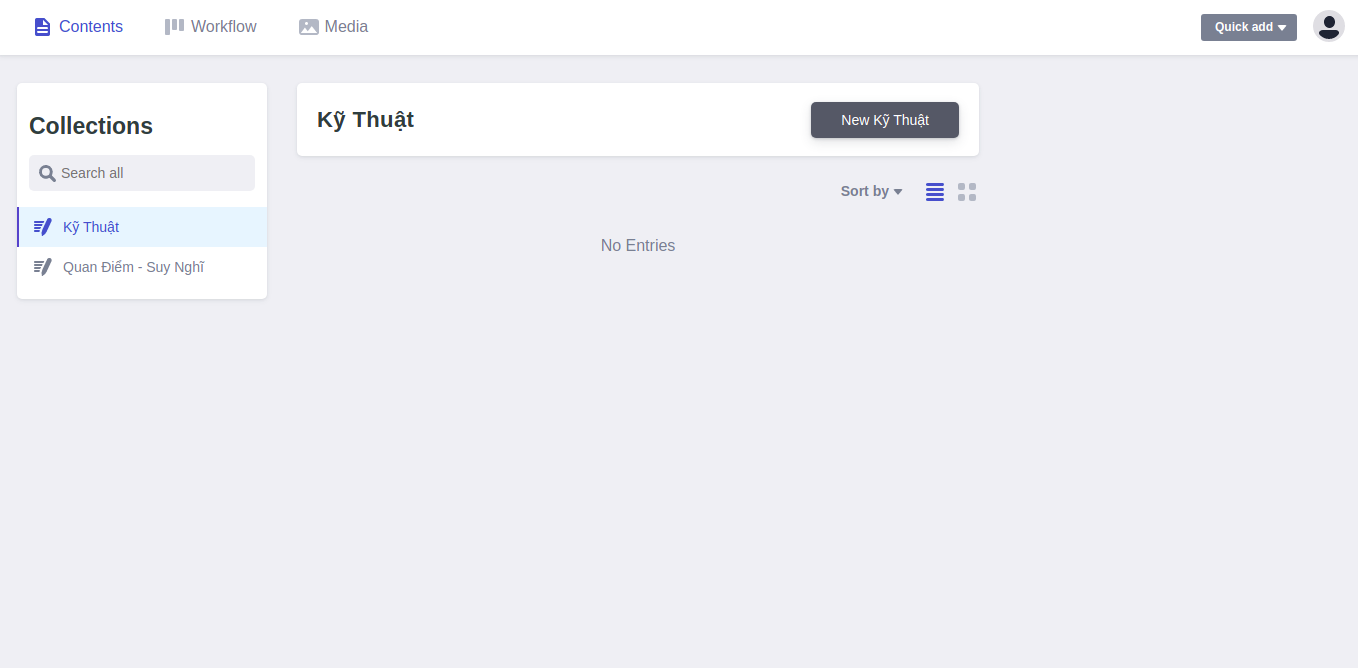 Contents
Workflow
Media
Quick add
Collections
Search all
Kỹ Thuật
Quan Điểm - Suy Nghĩ
Kỹ Thuật
New Kỹ Thuật
Sort by
No Entries